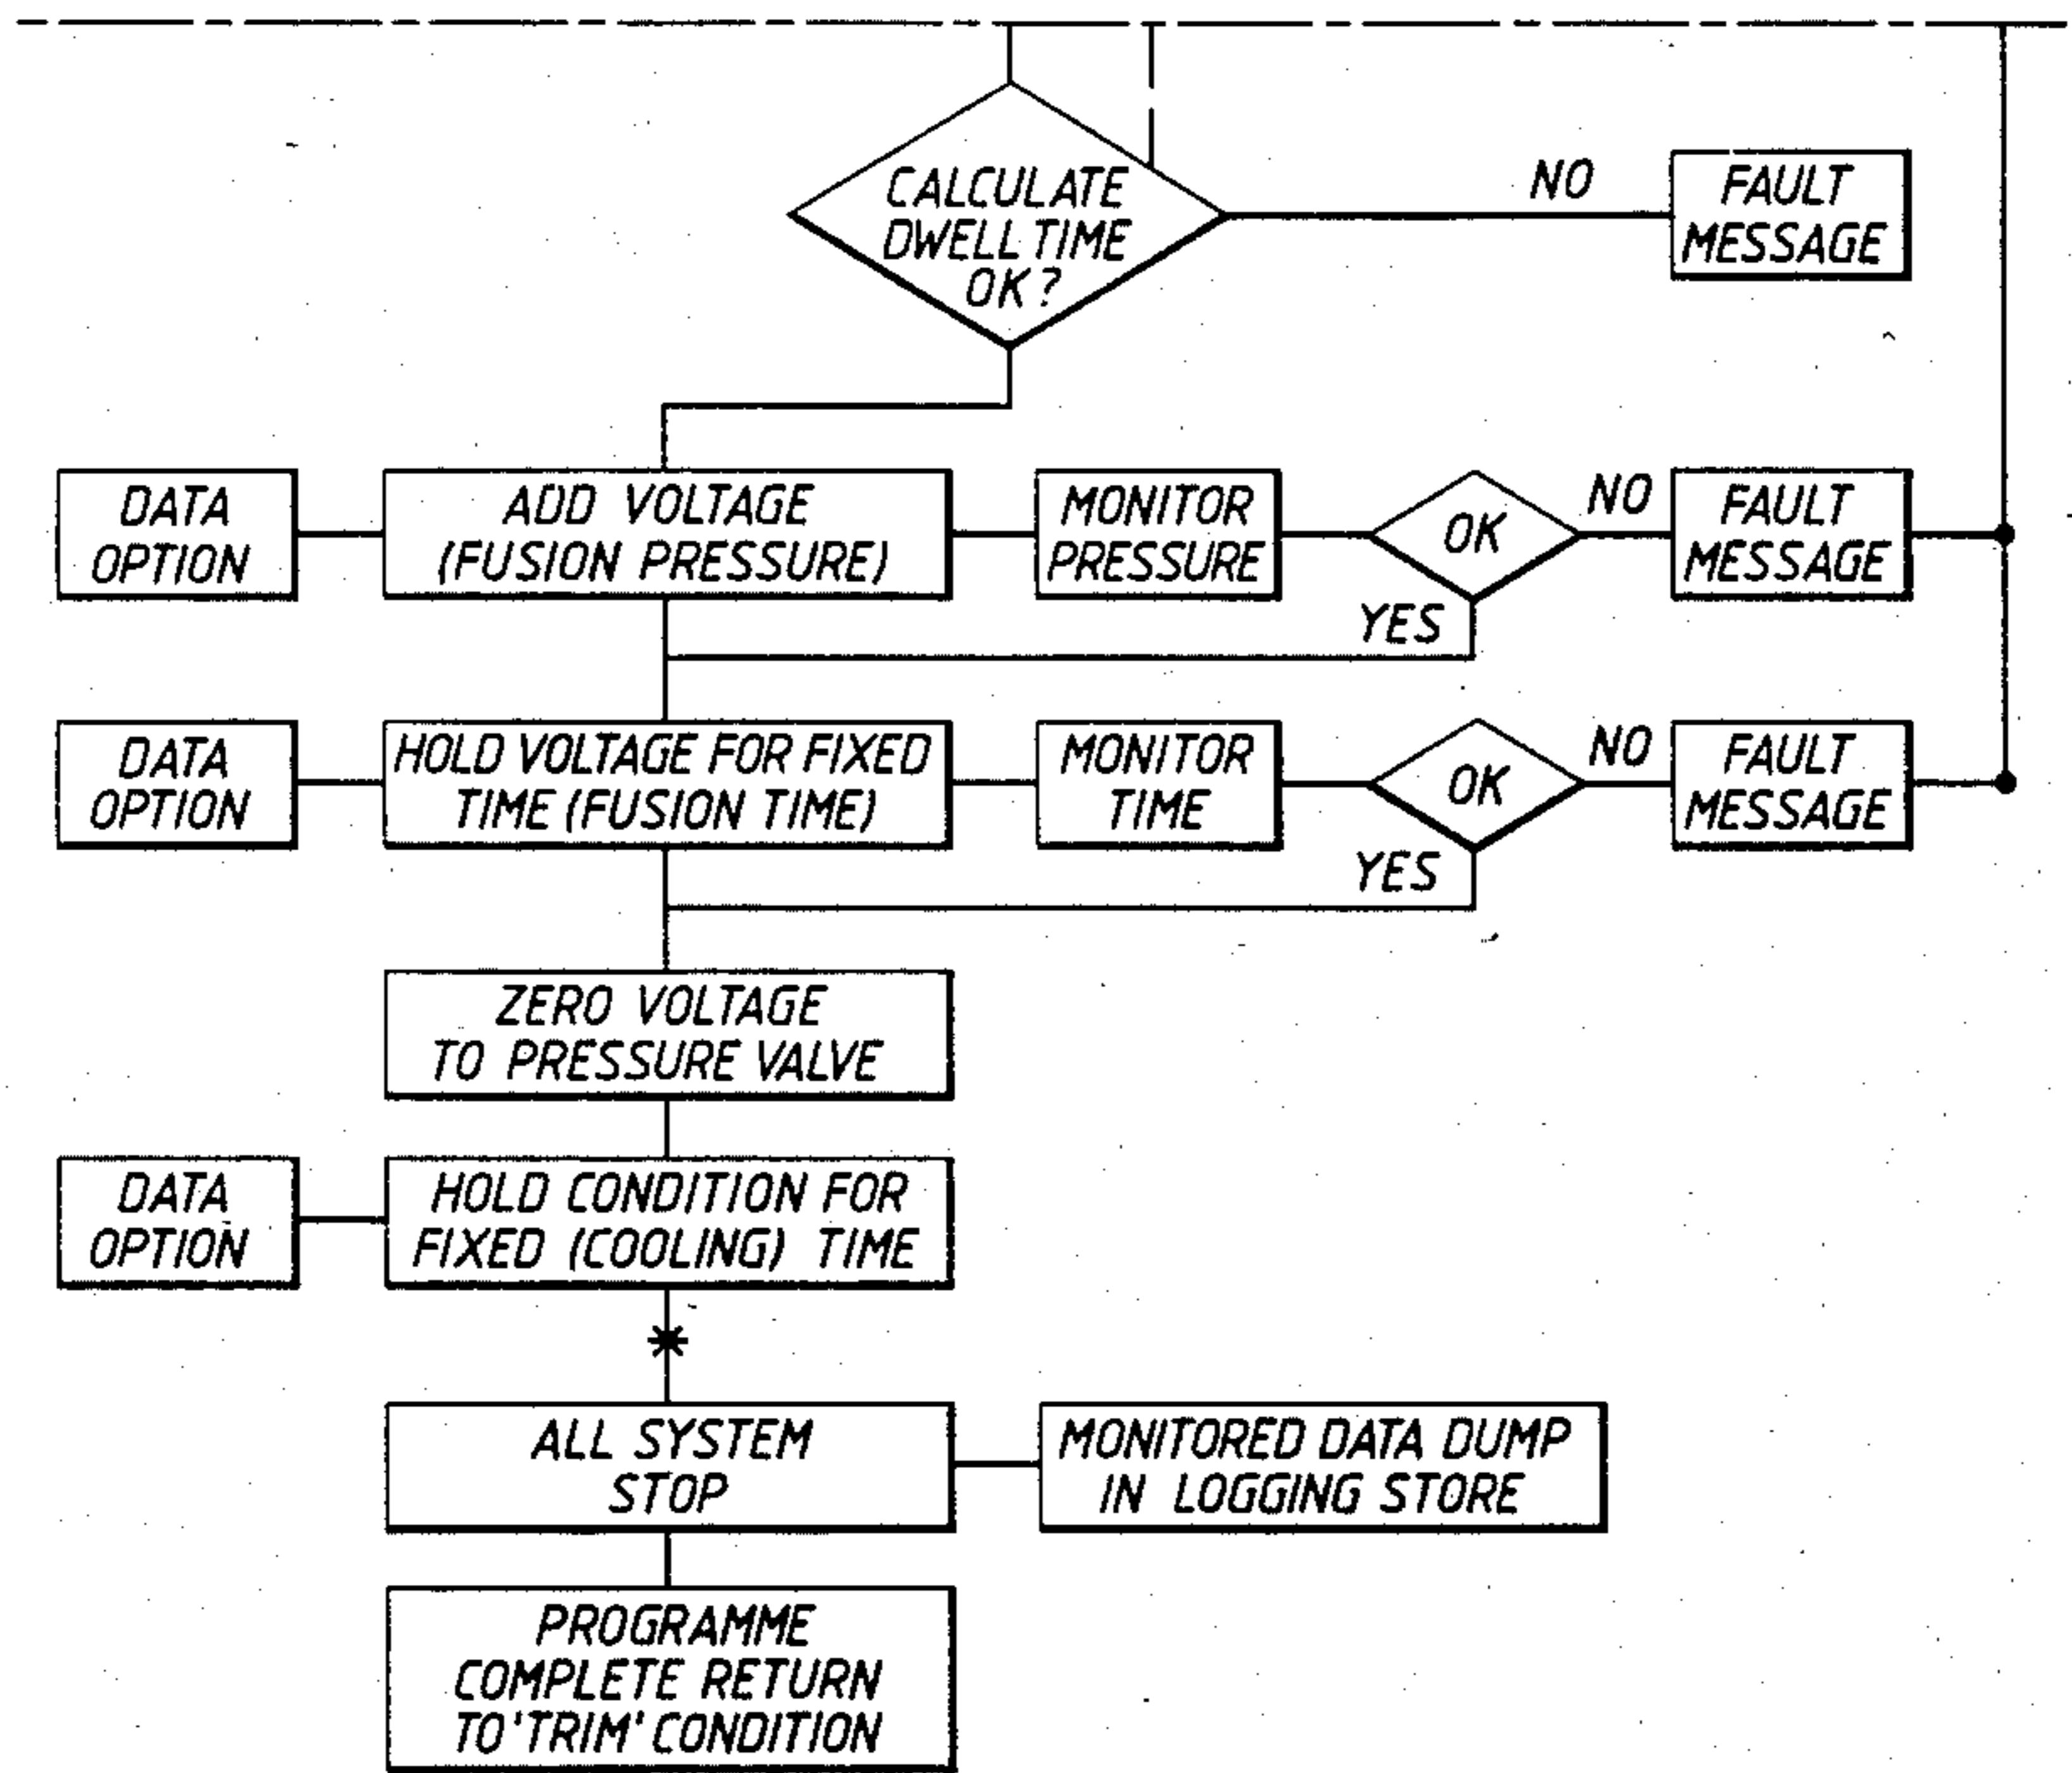 CALCULATE
DWELL TIME
OK?
NO
FAULT
MESSAGE
DATA
OPTION
ADD VOLTAGE
(FUSION PRESSURE)
MONITOR
PRESSURE
OK
NO
YES
FAULT
MESSAGE
DATA
OPTION
HOLD VOLTAGE FOR FIXED
TIME (FUSION TIME)
MONITOR
TIME
OK
NO
YES
FAULT
MESSAGE
ZERO VOLTAGE
TO PRESSURE VALVE
DATA
OPTION
HOLD CONDITION FOR
FIXED (COOLING) TIME
*
ALL SYSTEM
STOP
MONITORED DATA DUMP
IN LOGGING STORE
PROGRAMME
COMPLETE RETURN
TO 'TRIM' CONDITION